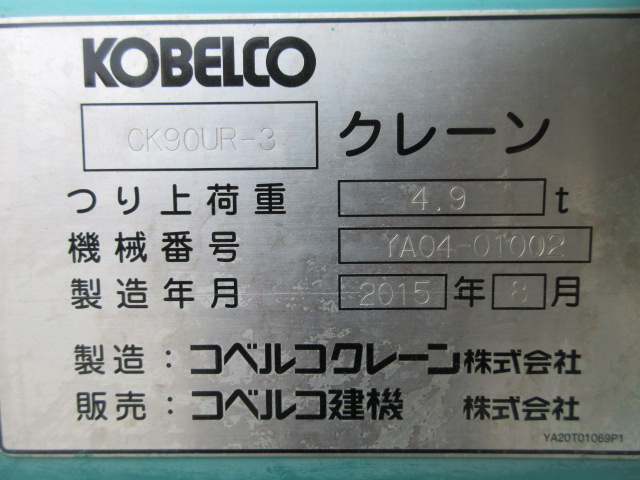 KOBELCO
CK90UR-3 クレーン
つり上荷重 4.9 t
機械番号 YA04-01002
製造年月 2015 年 8 月
製造：コベルコクレーン株式会社
販売：コベルコ建機 株式会社
YA20T01069P1